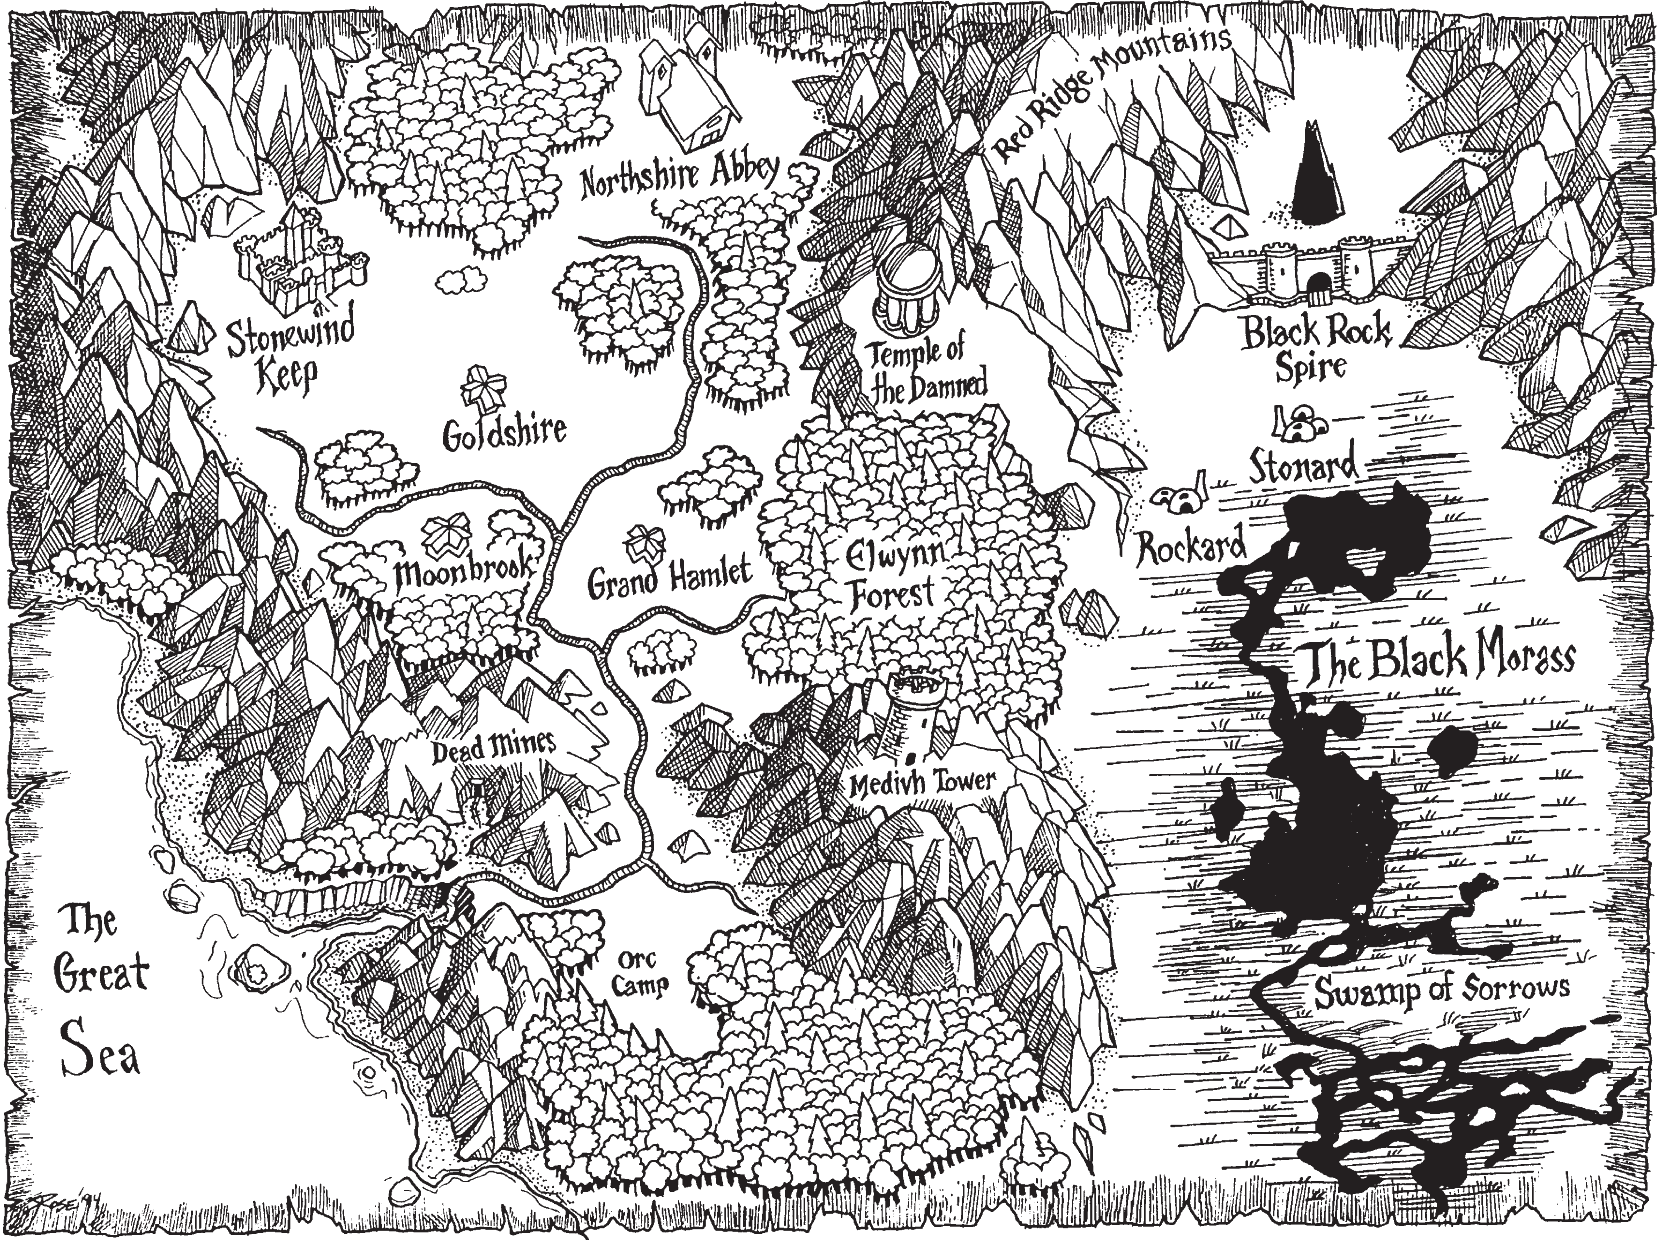 Red Ridge Mountains
Northshire Abbey
Stonewind
Keep
Black Rock
Spire
Temple of
the Damned
Goldshire
Stonard
Rockard
Moonbrook
Grand Hamlet
Elwynn
Forest
The Black Morass
Dead Mines
Medivh Tower
The
Great
Sea
Orc
Camp
Swamp of Sorrows
Rose '94